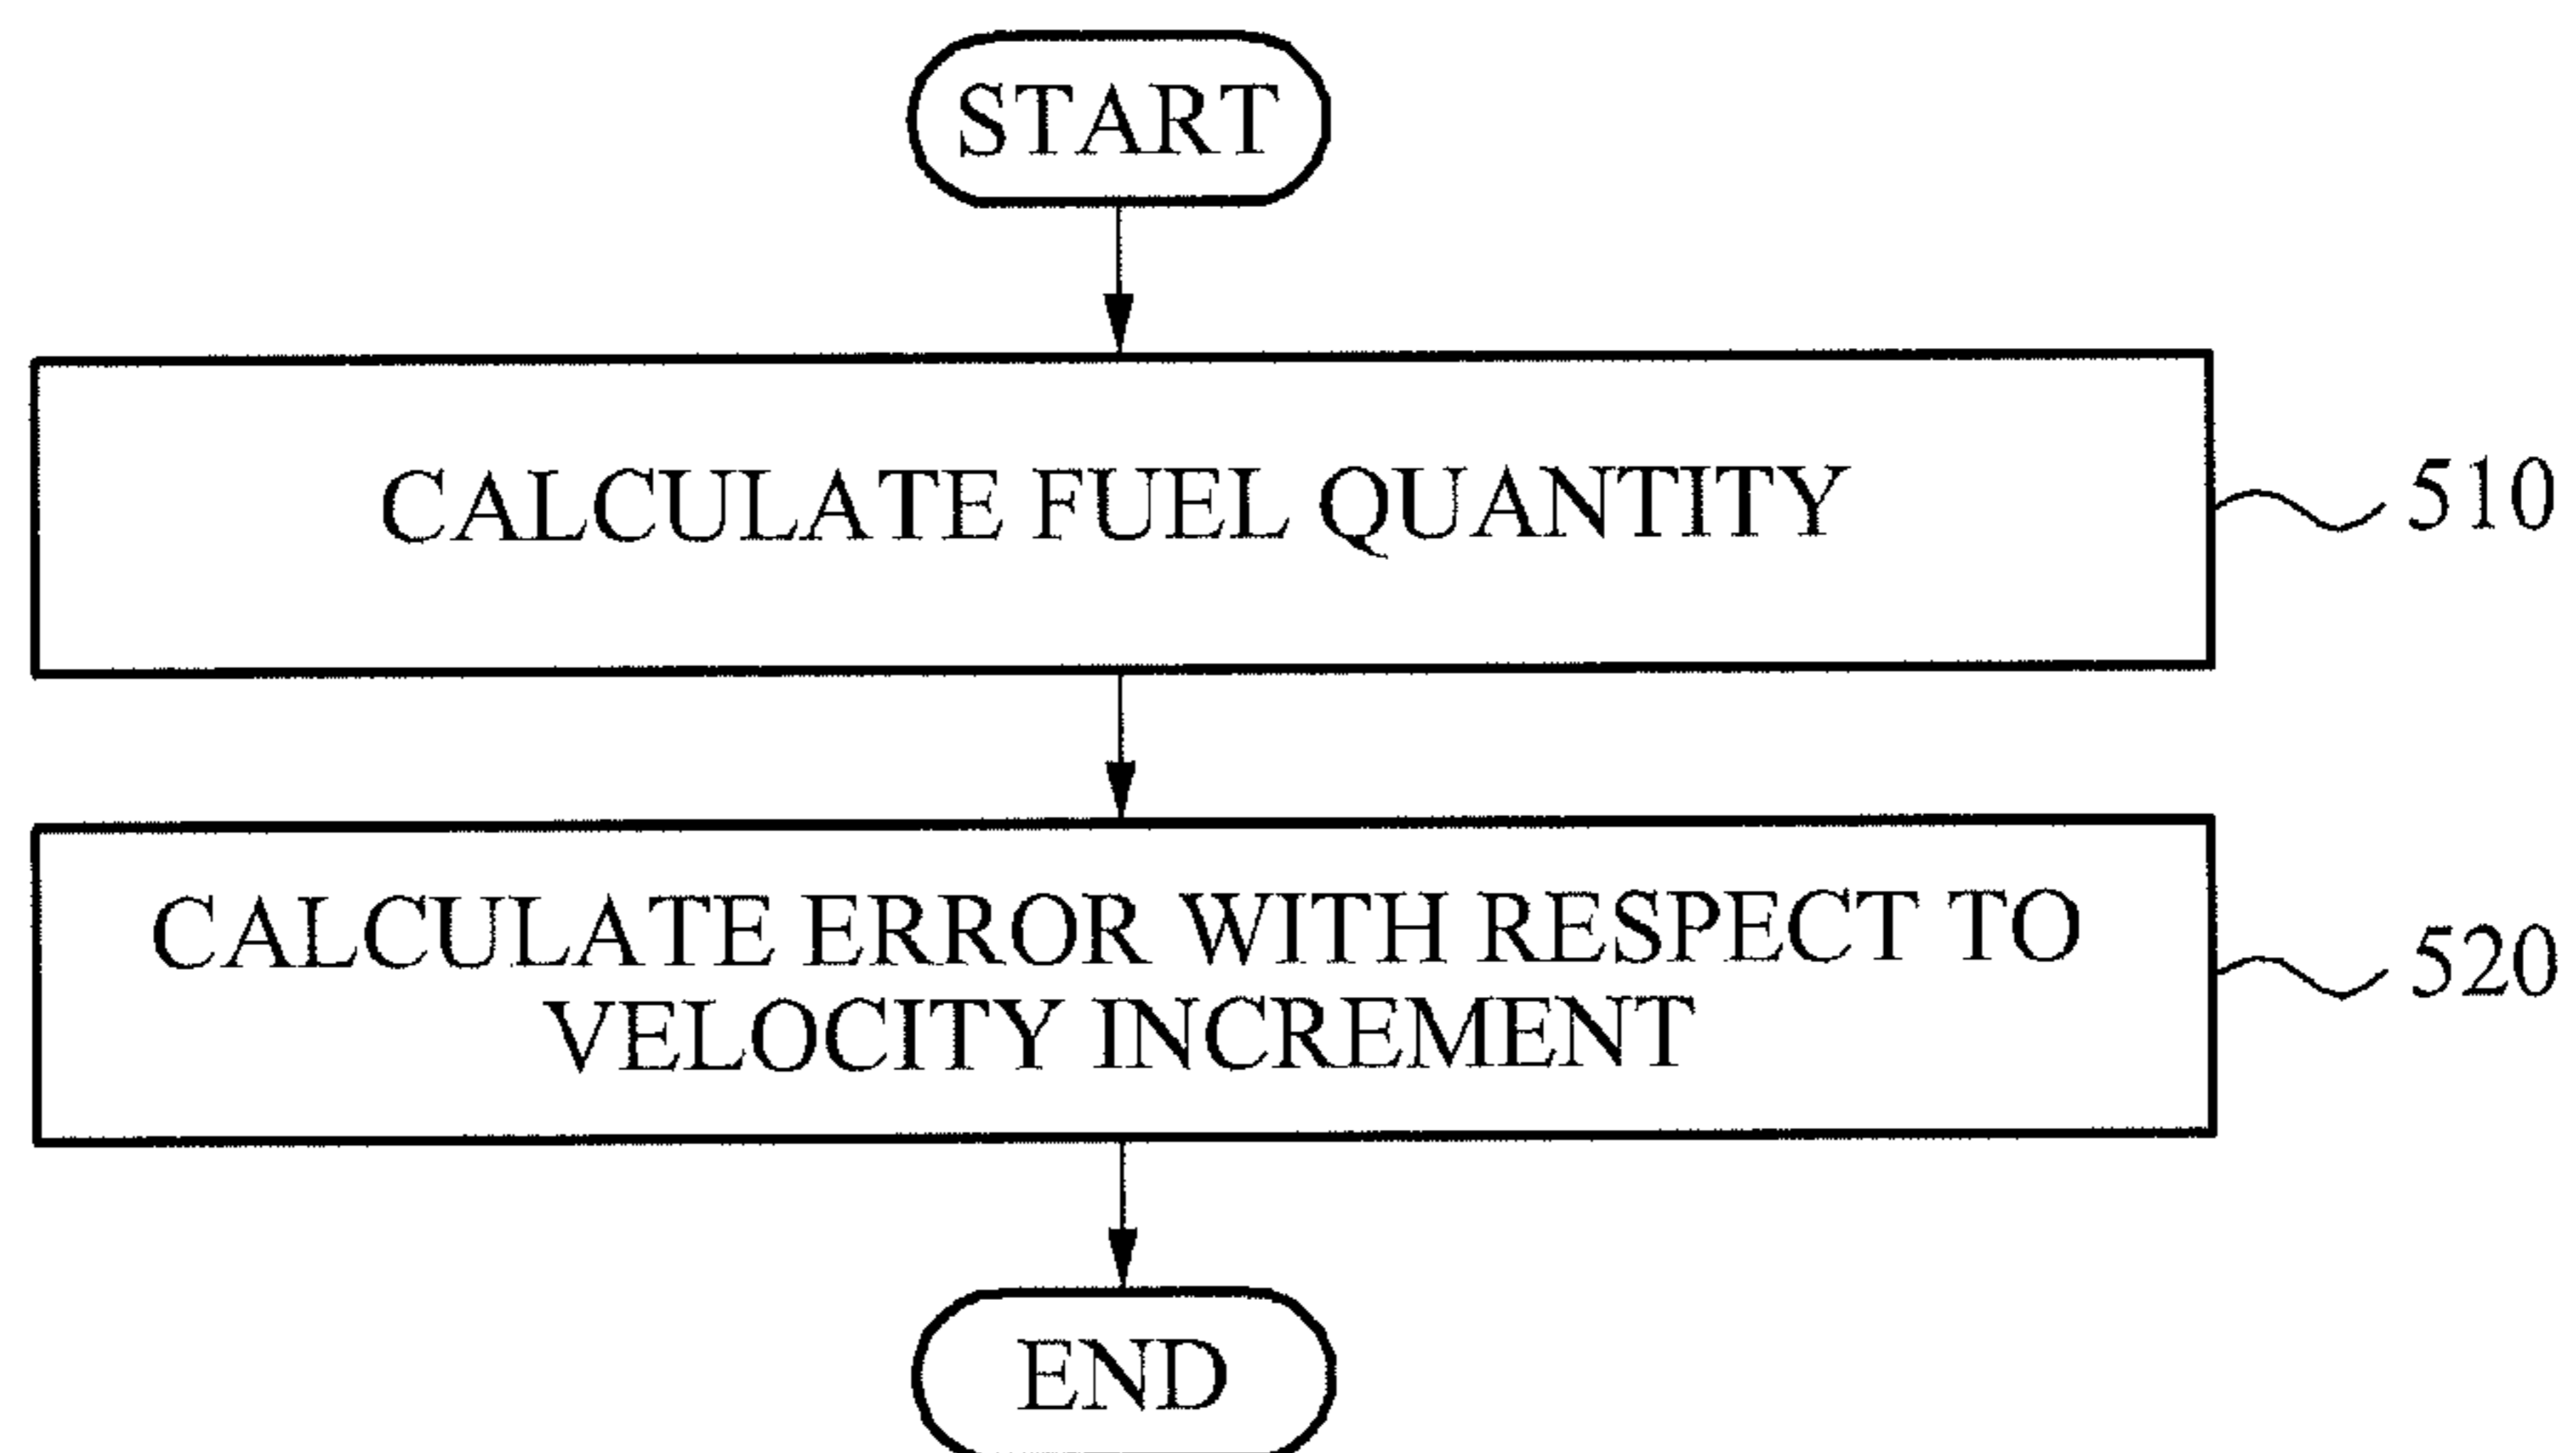 START
CALCULATE FUEL QUANTITY
510
CALCULATE ERROR WITH RESPECT TO
VELOCITY INCREMENT
520
END